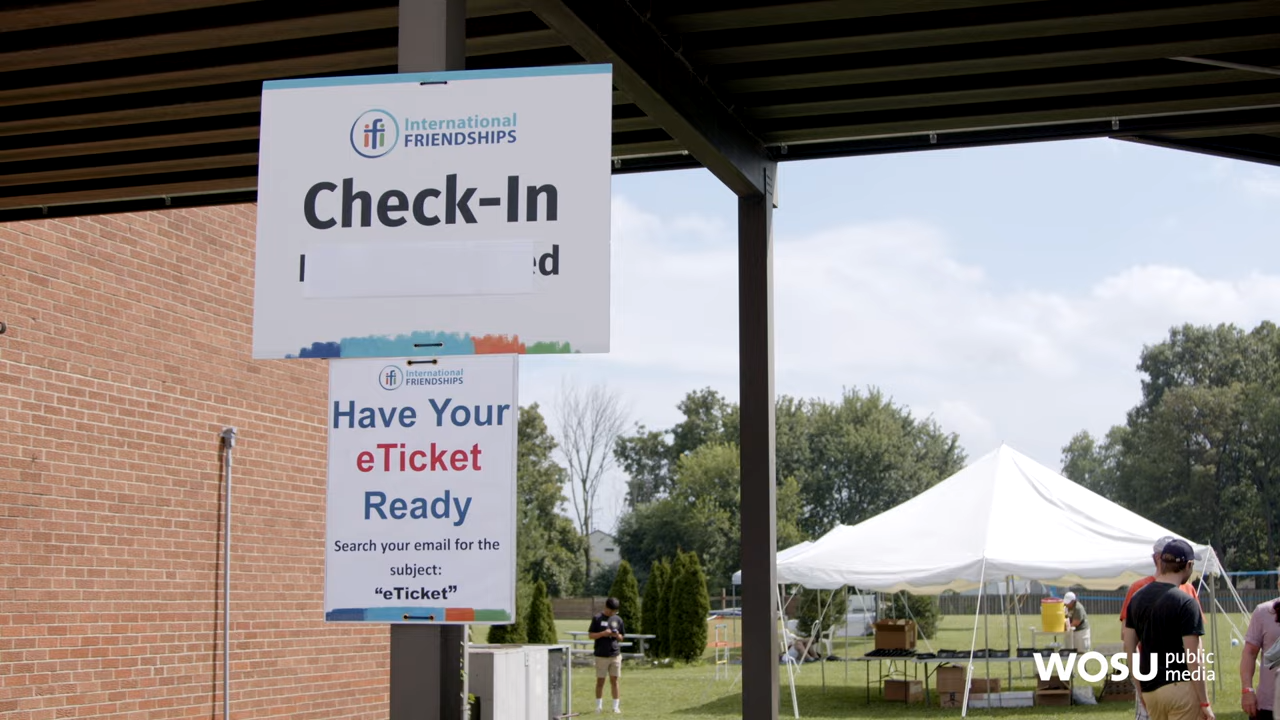 ifi International
FRIENDSHIPS
Check-In
ifi International
FRIENDSHIPS
Have Your
eTicket
Ready
Search your email for the
subject:
“eTicket”
WOSU public
media